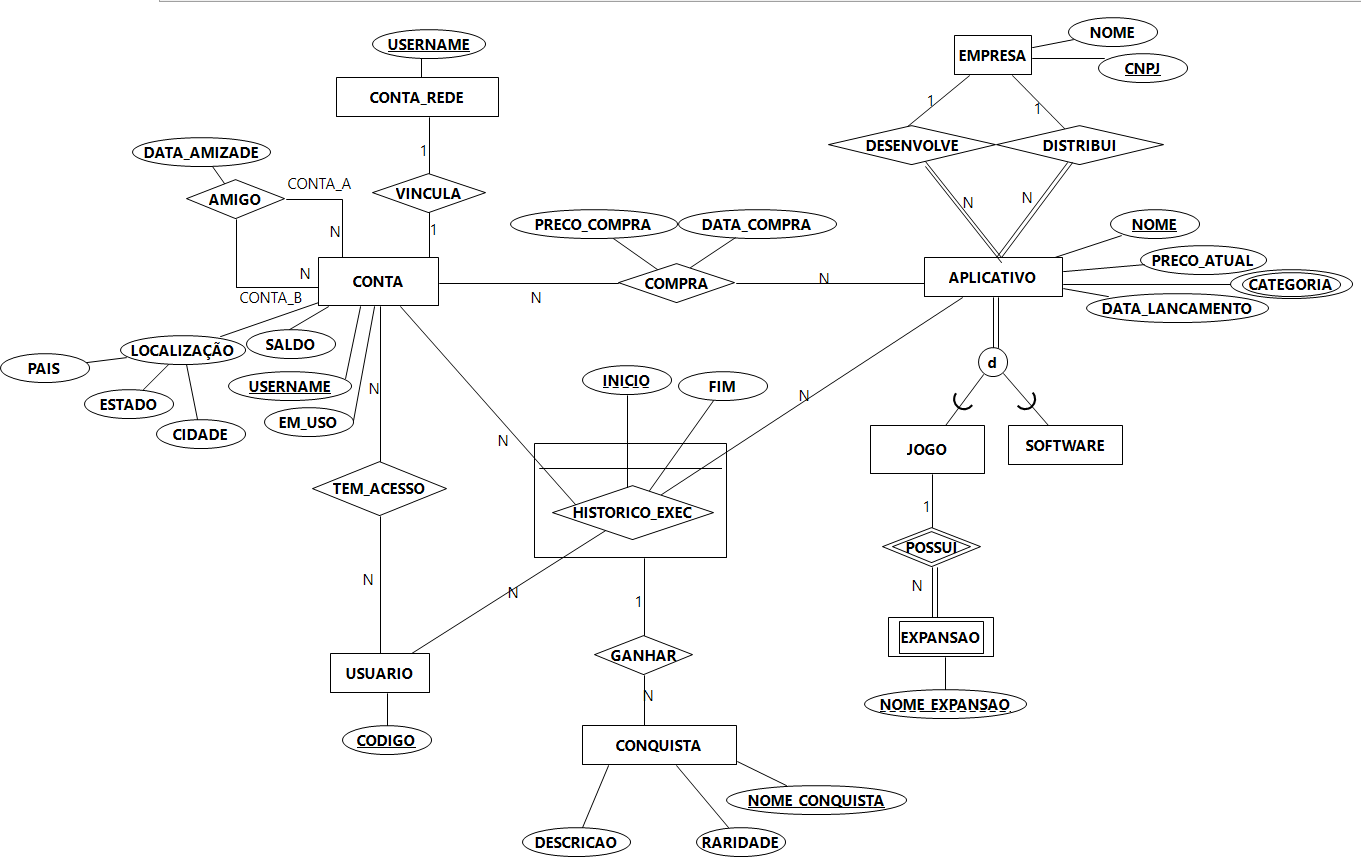 USERNAME
CONTA_REDE
1
VINCULA
1
DATA_AMIZADE
AMIGO
CONTA_A
N
N
CONTA_B
CONTA
EMPRESA
NOME
CNPJ
1
1
DESENVOLVE
DISTRIBUI
N
N
PRECO_COMPRA
DATA_COMPRA
COMPRA
N
N
APLICATIVO
NOME
PRECO_ATUAL
CATEGORIA
DATA_LANCAMENTO
LOCALIZAÇÃO
SALDO
PAIS
ESTADO
CIDADE
USERNAME
EM_USO
N
TEM_ACESSO
N
N
INICIO
FIM
N
HISTORICO_EXEC
N
d
JOGO
SOFTWARE
1
POSSUI
N
EXPANSAO
NOME_EXPANSAO
1
GANHAR
N
USUARIO
CODIGO
CONQUISTA
NOME_CONQUISTA
DESCRICAO
RARIDADE